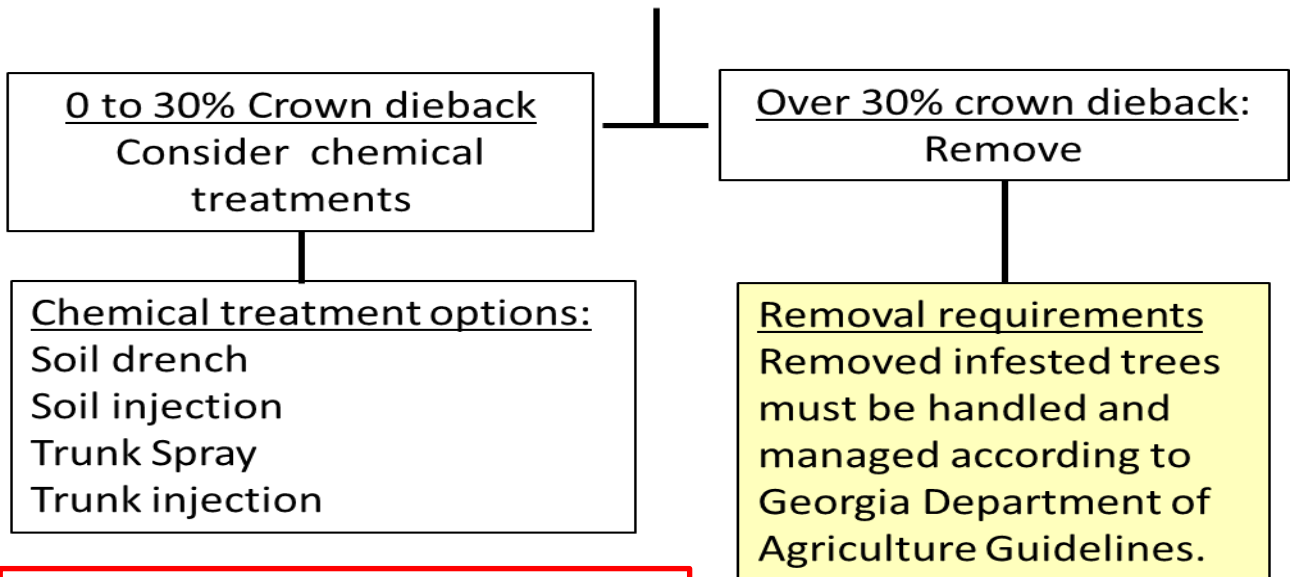 0 to 30% Crown dieback
Consider chemical
treatments
Over 30% crown dieback:
Remove
Chemical treatment options:
Soil drench
Soil injection
Trunk Spray
Trunk injection
Removal requirements
Removed infested trees
must be handled and
managed according to
Georgia Department of
Agriculture Guidelines.